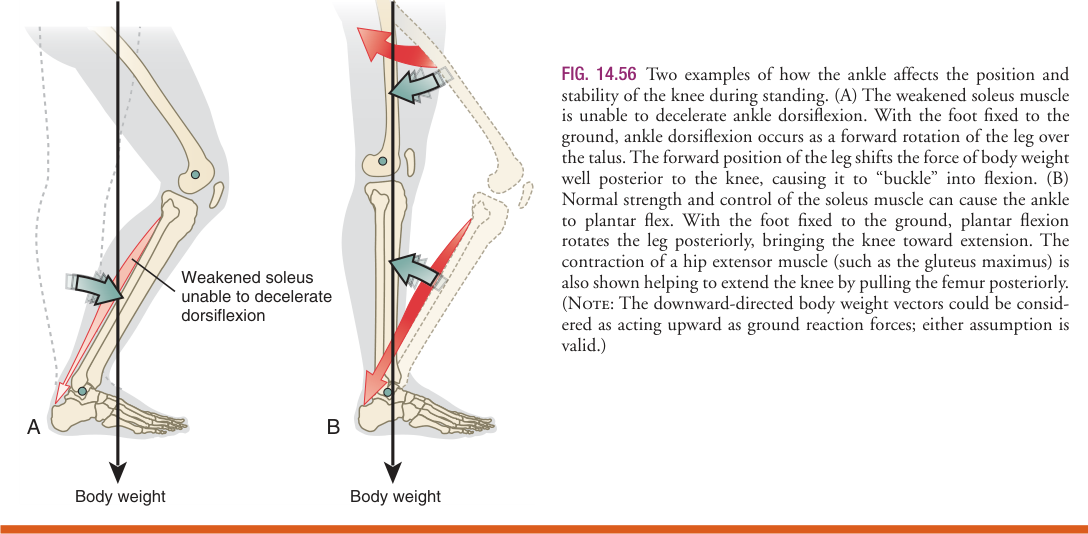 Weakened soleus
unable to decelerate
dorsiflexion
A
B
Body weight
Body weight
FIG. 14.56 Two examples of how the ankle affects the position and
stability of the knee during standing. (A) The weakened soleus muscle
is unable to decelerate ankle dorsiflexion. With the foot fixed to the
ground, ankle dorsiflexion occurs as a forward rotation of the leg over
the talus. The forward position of the leg shifts the force of body weight
well posterior to the knee, causing it to “buckle” into flexion. (B)
Normal strength and control of the soleus muscle can cause the ankle
to plantar flex. With the foot fixed to the ground, plantar flexion
rotates the leg posteriorly, bringing the knee toward extension. The
contraction of a hip extensor muscle (such as the gluteus maximus) is
also shown helping to extend the knee by pulling the femur posteriorly.
(NOTE: The downward-directed body weight vectors could be consid-
ered as acting upward as ground reaction forces; either assumption is
valid.)